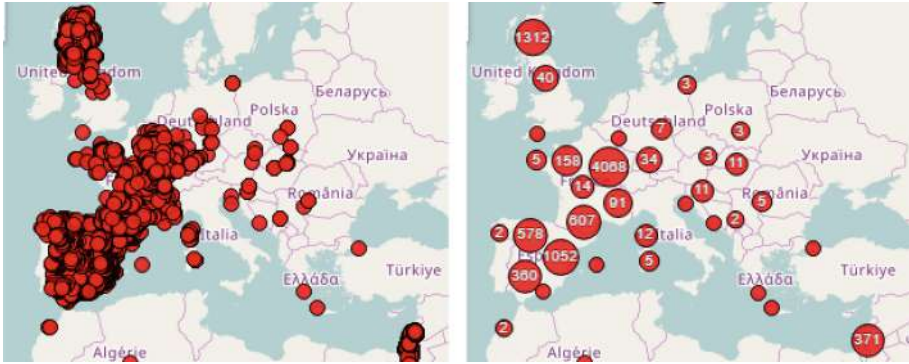 United Kingdom
Беларусь
Polska
Deutschland
Україна
România
Italia
Ελλάδα
Türkiye
Algérie
1312
United Kingdom
40
3
Беларусь
Polska
Deutschland
7
3
5
158
4068
34
3
11
Україна
14
91
11
România
5
2
607
2
578
12
Italia
1052
5
360
Ελλάδα
Türkiye
2
371
Algérie